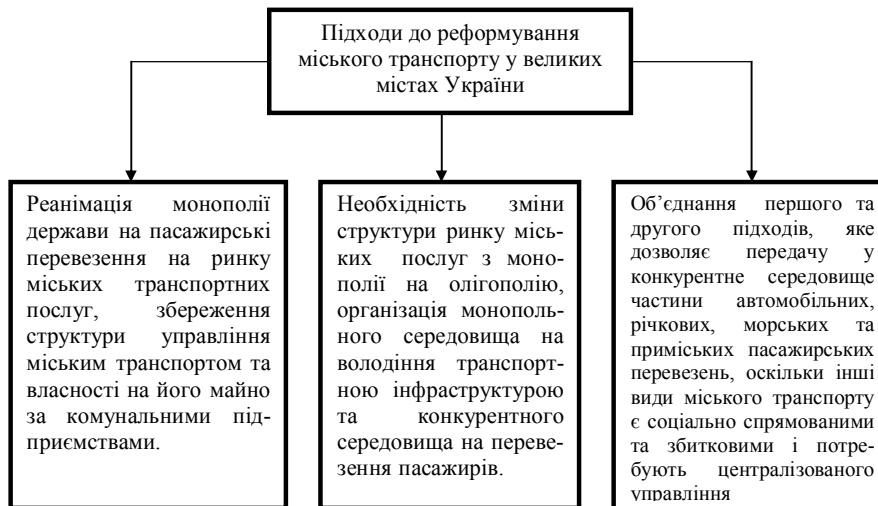 Підходи до реформування
міського транспорту у великих
містах України
Реанімація монополії
держави на пасажирські
перевезення на ринку
міських транспортних
послуг, збереження
структури управління
міським транспортом та
власності на його майно
за комунальними під-
приємствами.
Необхідність зміни
структури ринку місь-
ких послуг з моно-
полії на олігополію,
організація монополь-
ного середовища на
володіння транспорт-
ною інфраструктурою
та конкурентного
середовища на переве-
зення пасажирів.
Об’єднання першого та
другого підходів, яке
дозволяє передачу у
конкурентне середовище
частини автомобільних,
річкових, морських та
приміських пасажирських
перевезень, оскільки інші
види міського транспорту
є соціально спрямованими
та збитковими і потре-
бують централізованого
управління